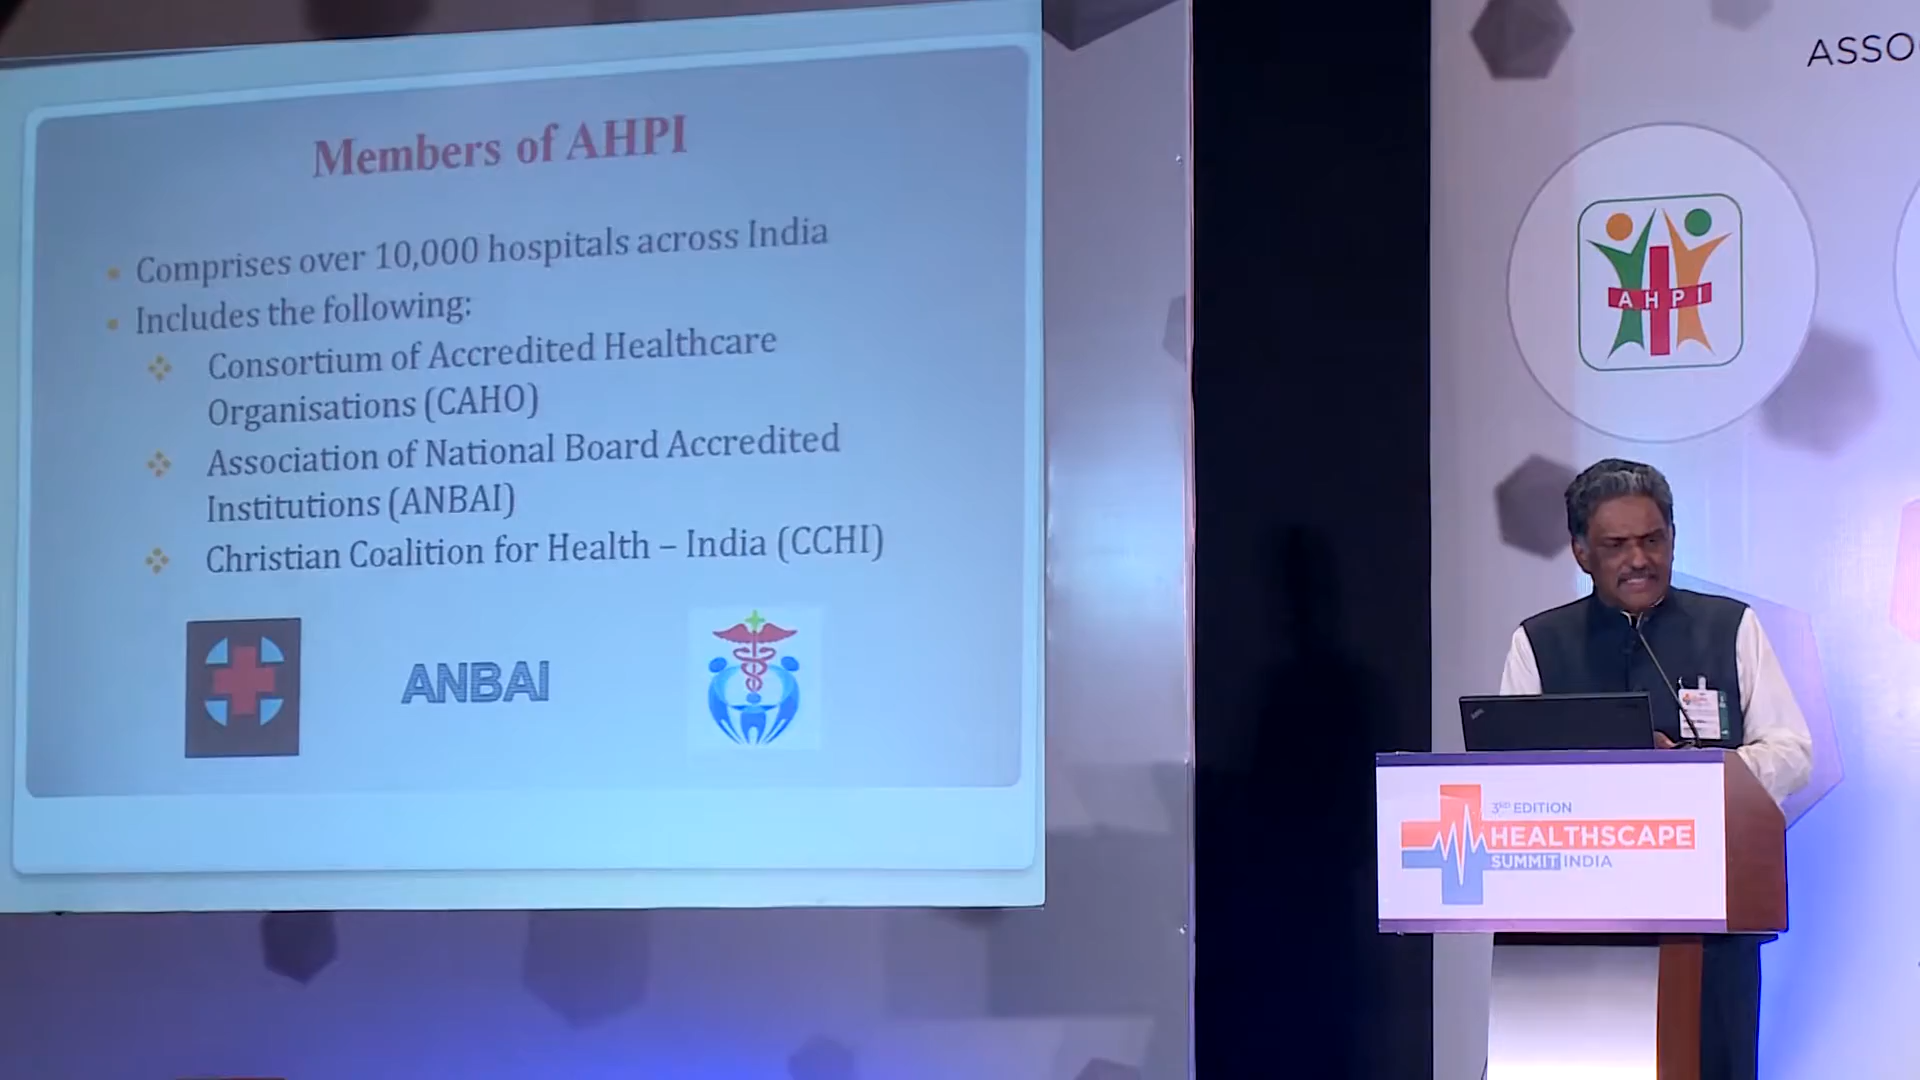 Members of AHPI
Comprises over 10,000 hospitals across India
Includes the following:
Consortium of Accredited Healthcare
Organisations (CAHO)
Association of National Board Accredited
Institutions (ANBAI)
Christian Coalition for Health – India (CCHI)
ANBAI
ASSO
AHPI
3RD EDITION
HEALTHSCAPE
SUMMIT INDIA